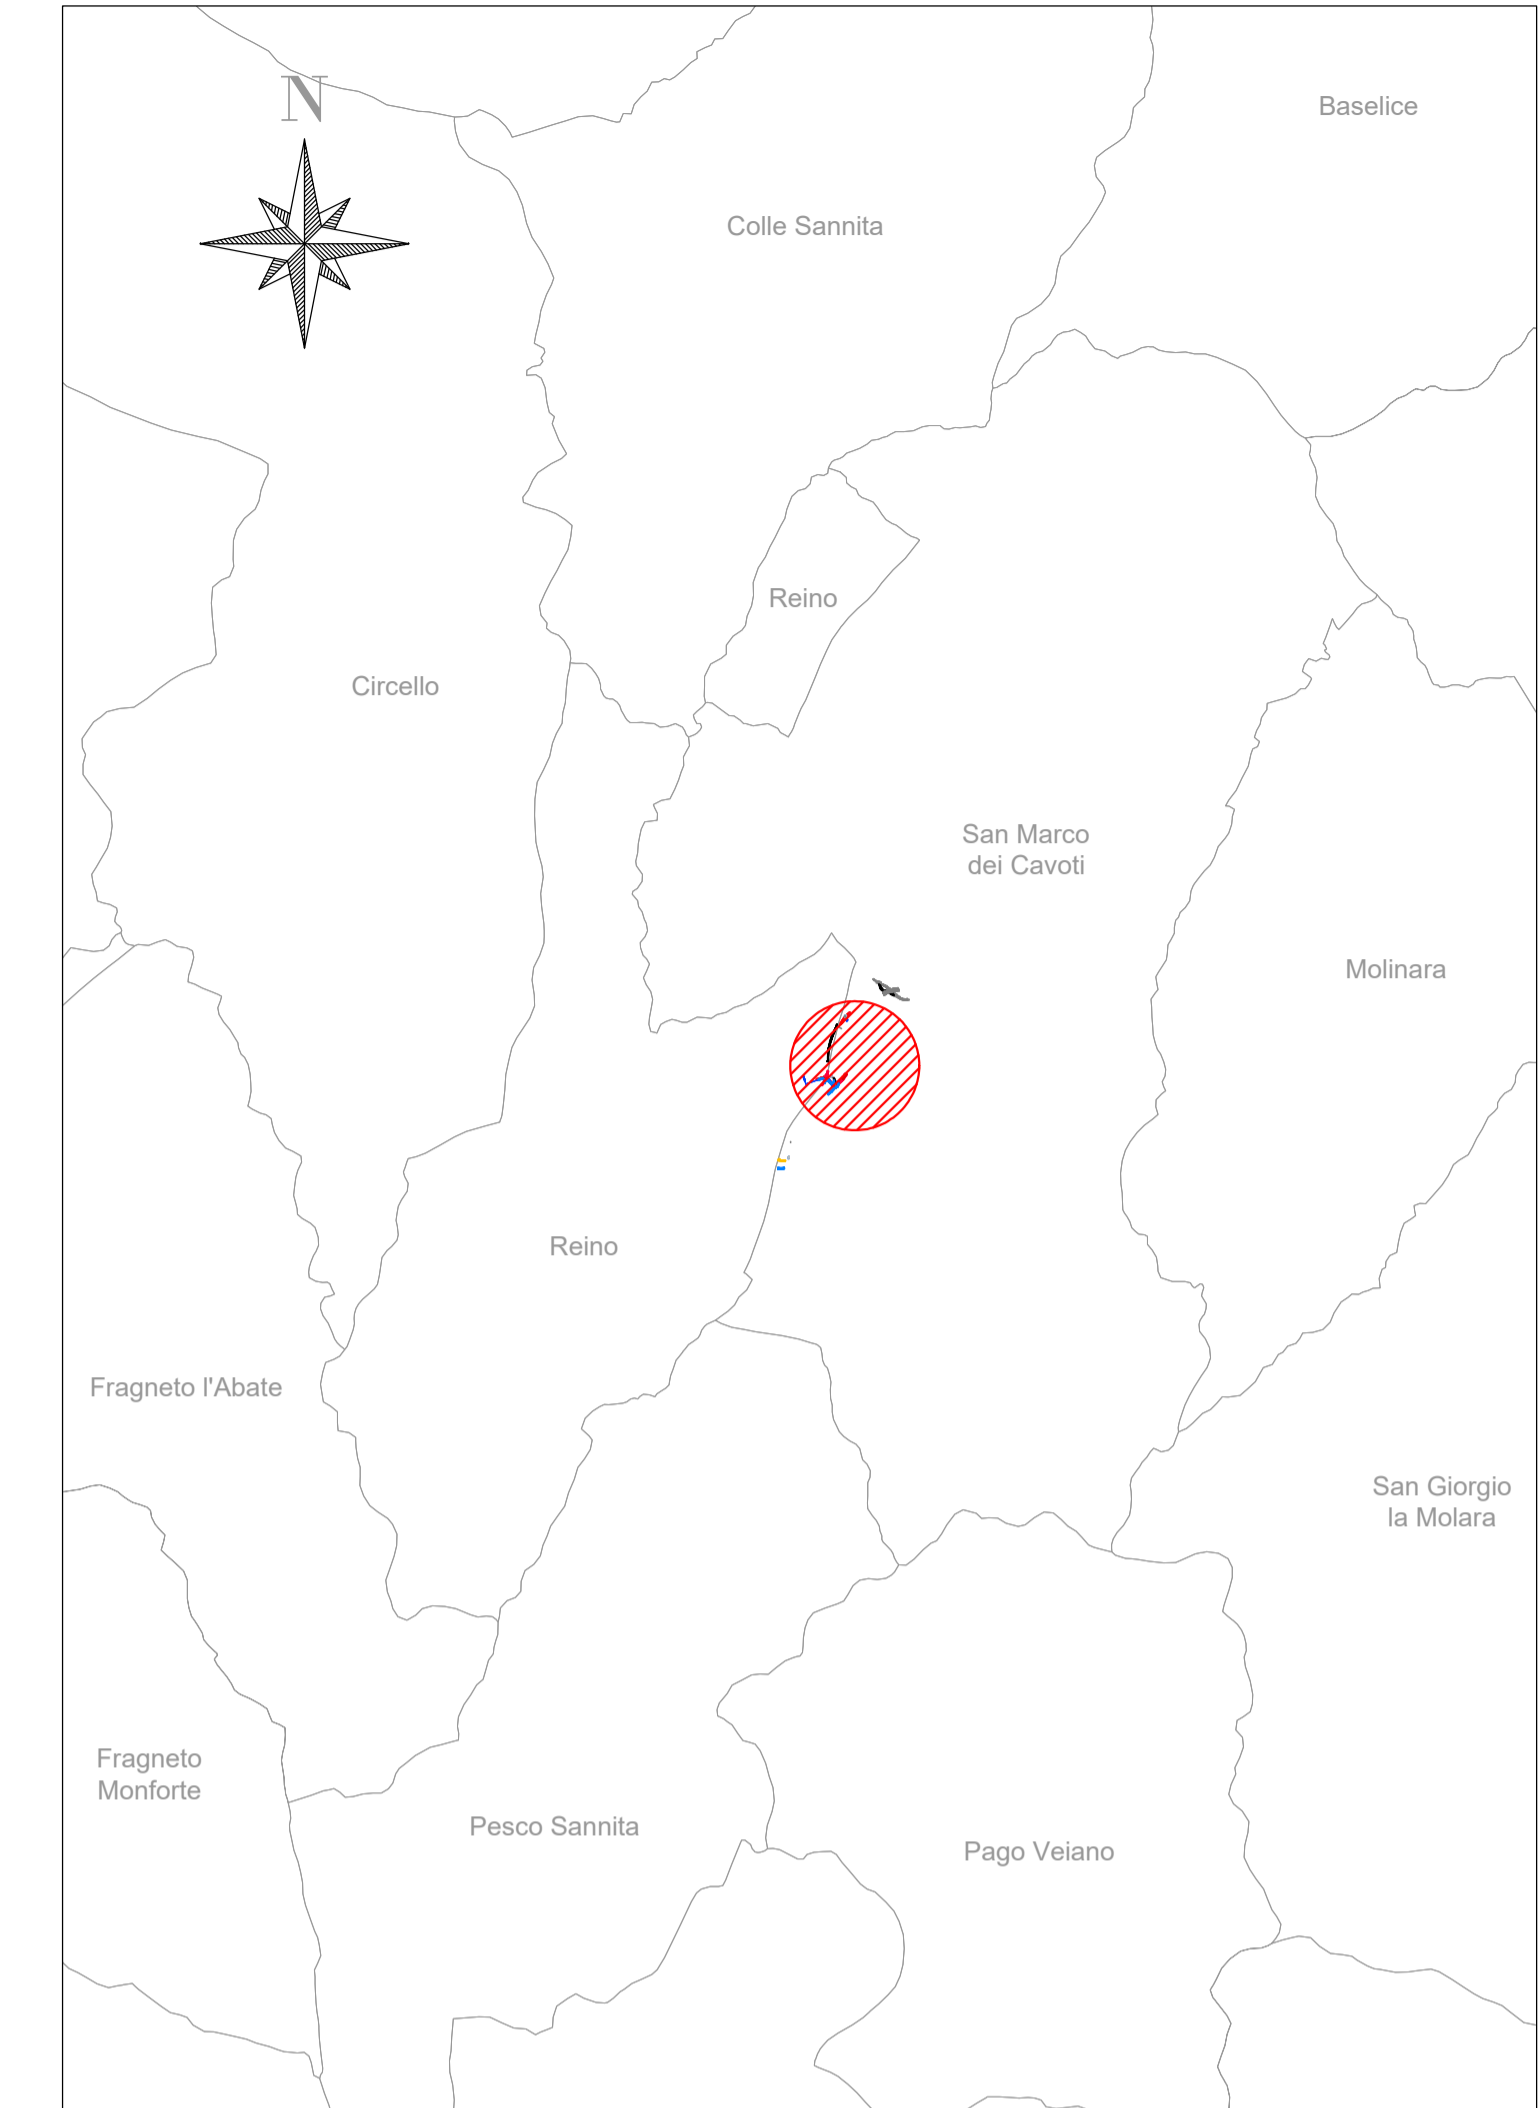 N
Baselice
Colle Sannita
Reino
Circello
San Marco
dei Cavoti
Molinara
Reino
Fragneto l'Abate
San Giorgio
la Molara
Fragneto
Monforte
Pesco Sannita
Pago Veiano